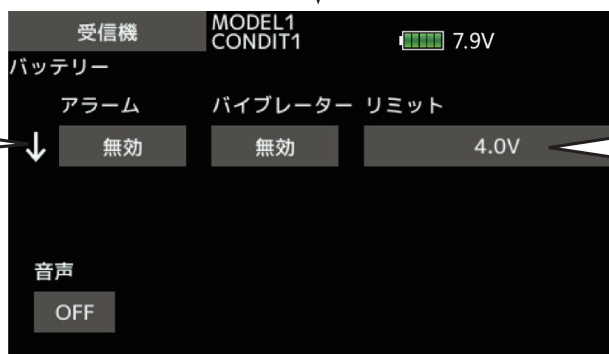 受信機 MODEL1
CONDIT1 7.9V
バッテリー
アラーム バイブレーター リミット
↓ 無効 無効 4.0V
音声
OFF